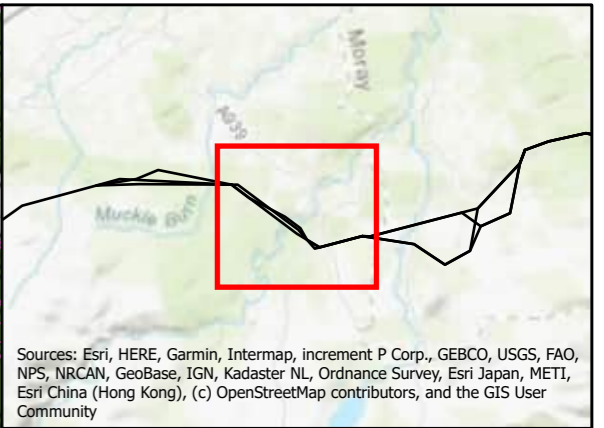 Moray
A939
Muckle Burn
Sources: Esri, HERE, Garmin, Intermap, increment P Corp., GEBCO, USGS, FAO,
NPS, NRCAN, GeoBase, IGN, Kadaster NL, Ordnance Survey, Esri Japan, METI,
Esri China (Hong Kong), (c) OpenStreetMap contributors, and the GIS User
Community